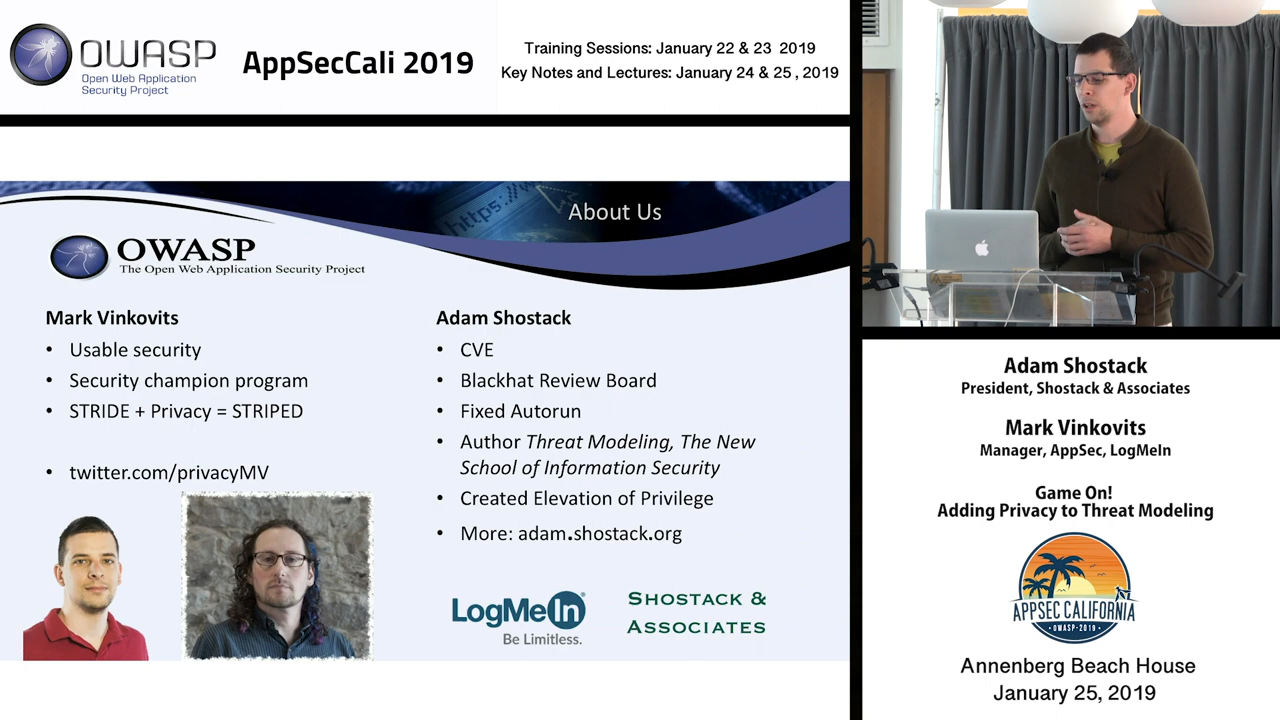 OWASP
Open Web Application
Security Project
AppSecCali 2019
Training Sessions: January 22 & 23 2019
Key Notes and Lectures: January 24 & 25 , 2019
https:
About Us
OWASP
The Open Web Application Security Project
Mark Vinkovits
• Usable security
• Security champion program
• STRIDE + Privacy = STRIPED
• twitter.com/privacyMV
Adam Shostack
• CVE
• Blackhat Review Board
• Fixed Autorun
• Author Threat Modeling, The New
School of Information Security
• Created Elevation of Privilege
• More: adam.shostack.org
LogMeIn®
Be Limitless.
SHOSTACK &
ASSOCIATES
Adam Shostack
President, Shostack & Associates
Mark Vinkovits
Manager, AppSec, LogMeIn
Game On!
Adding Privacy to Threat Modeling
APPSEC CALIFORNIA
• OWASP-2019 •
Annenberg Beach House
January 25, 2019